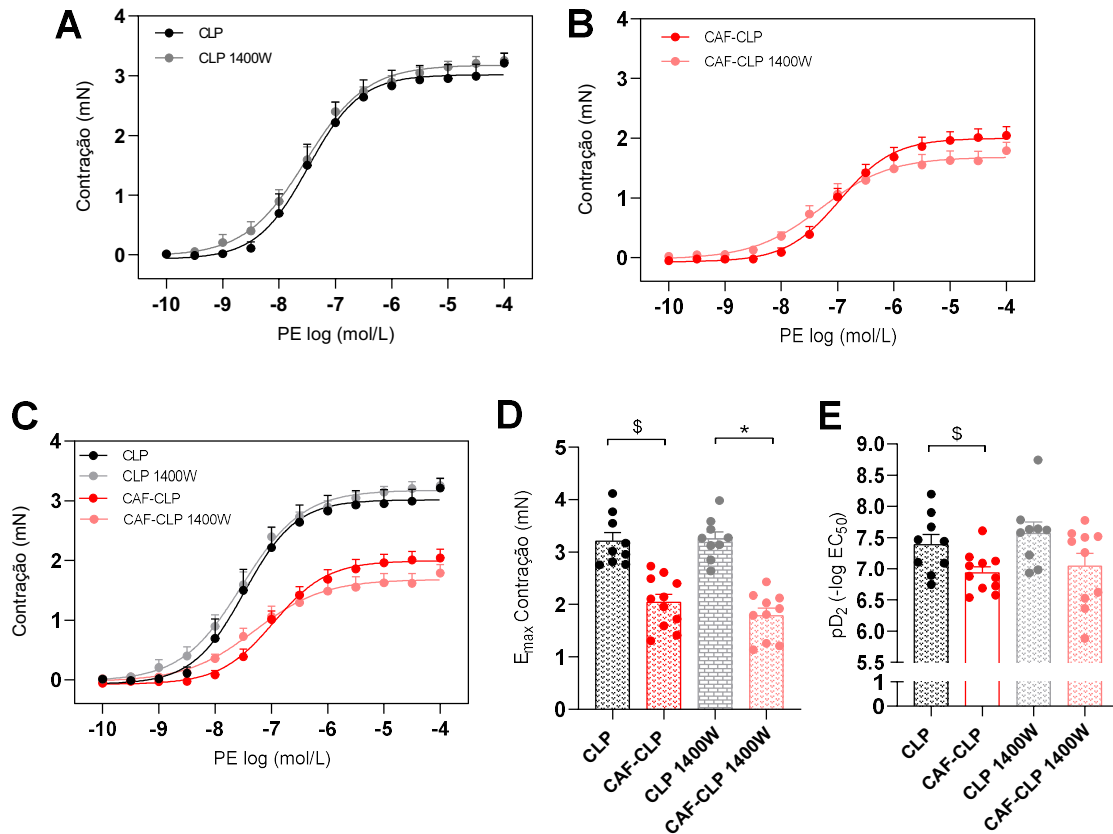 A
CLP
CLP 1400W
Contração (mN)
4
3
2
1
0
-10 -9 -8 -7 -6 -5 -4
PE log (mol/L)
B
CAF-CLP
CAF-CLP 1400W
Contração (mN)
4
3
2
1
0
-10 -9 -8 -7 -6 -5 -4
PE log (mol/L)
C
CLP
CLP 1400W
CAF-CLP
CAF-CLP 1400W
Contração (mN)
4
3
2
1
0
-10 -9 -8 -7 -6 -5 -4
PE log (mol/L)
D
$
*
Emax Contração (mN)
5
4
3
2
1
0
CLP
CAF-CLP
CLP 1400W
CAF-CLP 1400W
E
$
pD2 (-log EC50)
9.0
8.5
8.0
7.5
7.0
6.5
6.0
5.5
1
0
CLP
CAF-CLP
CLP 1400W
CAF-CLP 1400W